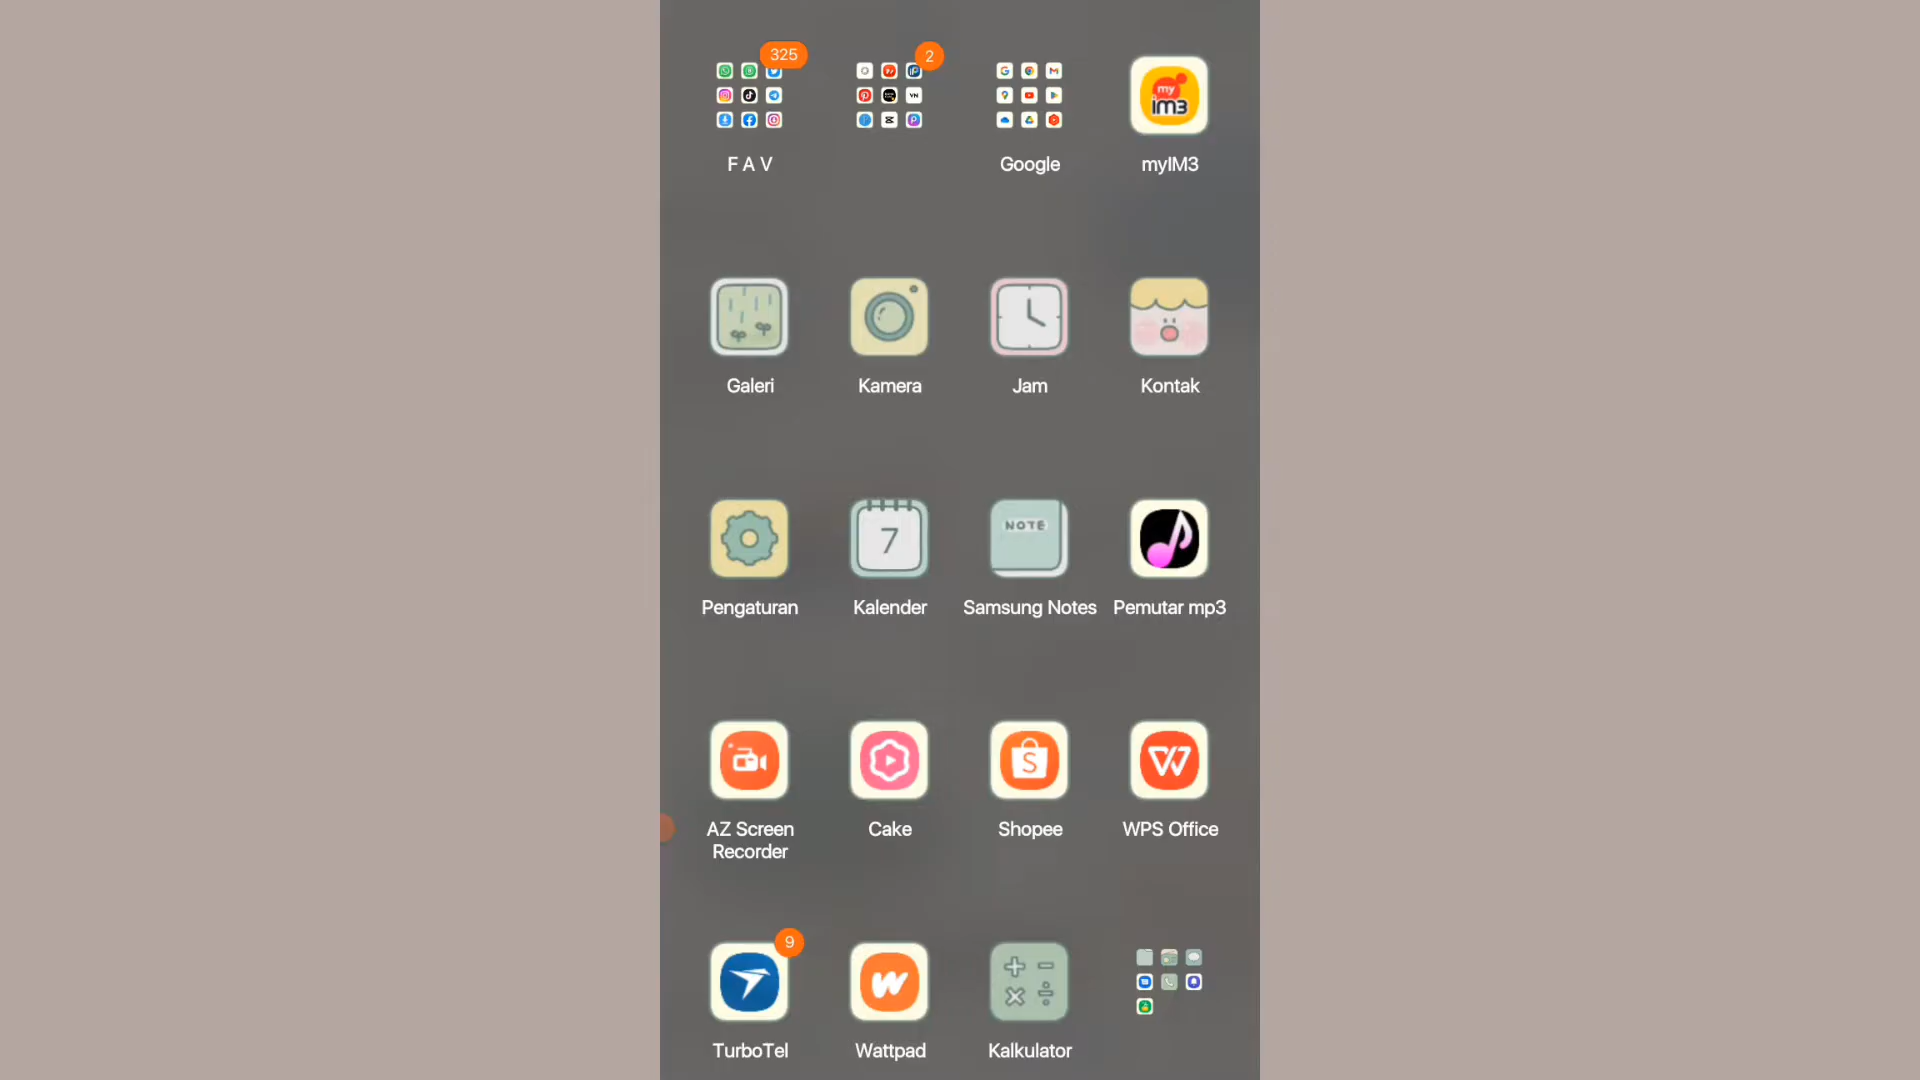 325
2
my
im3
F A V
Google
myIM3
Galeri
Kamera
Jam
Kontak
7
NOTE
Pengaturan
Kalender
Samsung Notes
Pemutar mp3
AZ Screen
Recorder
Cake
Shopee
WPS Office
9
TurboTel
Wattpad
Kalkulator